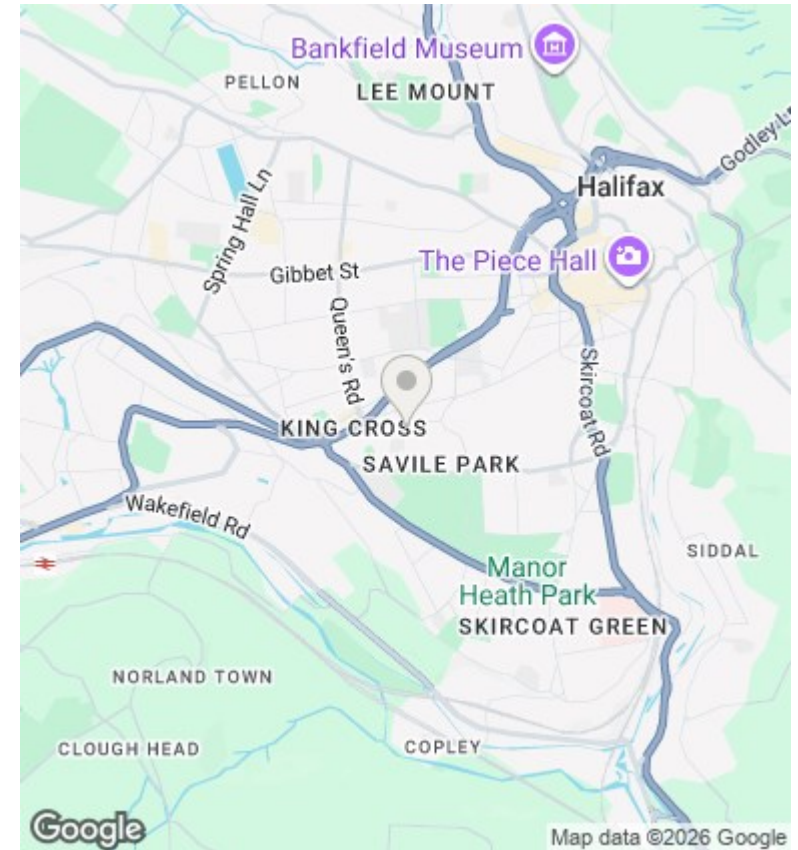 Bankfield Museum
PELLON
LEE MOUNT
Godley Ln
Halifax
Spring Hall Ln
The Piece Hall
Gibbet St
Queen's Rd
Skircoat Rd
KING CROSS
SAVILE PARK
Wakefield Rd
SIDDAL
Manor
Heath Park
SKIRCOAT GREEN
NORLAND TOWN
CLOUGH HEAD
COPLEY
Google
Map data ©2026 Google